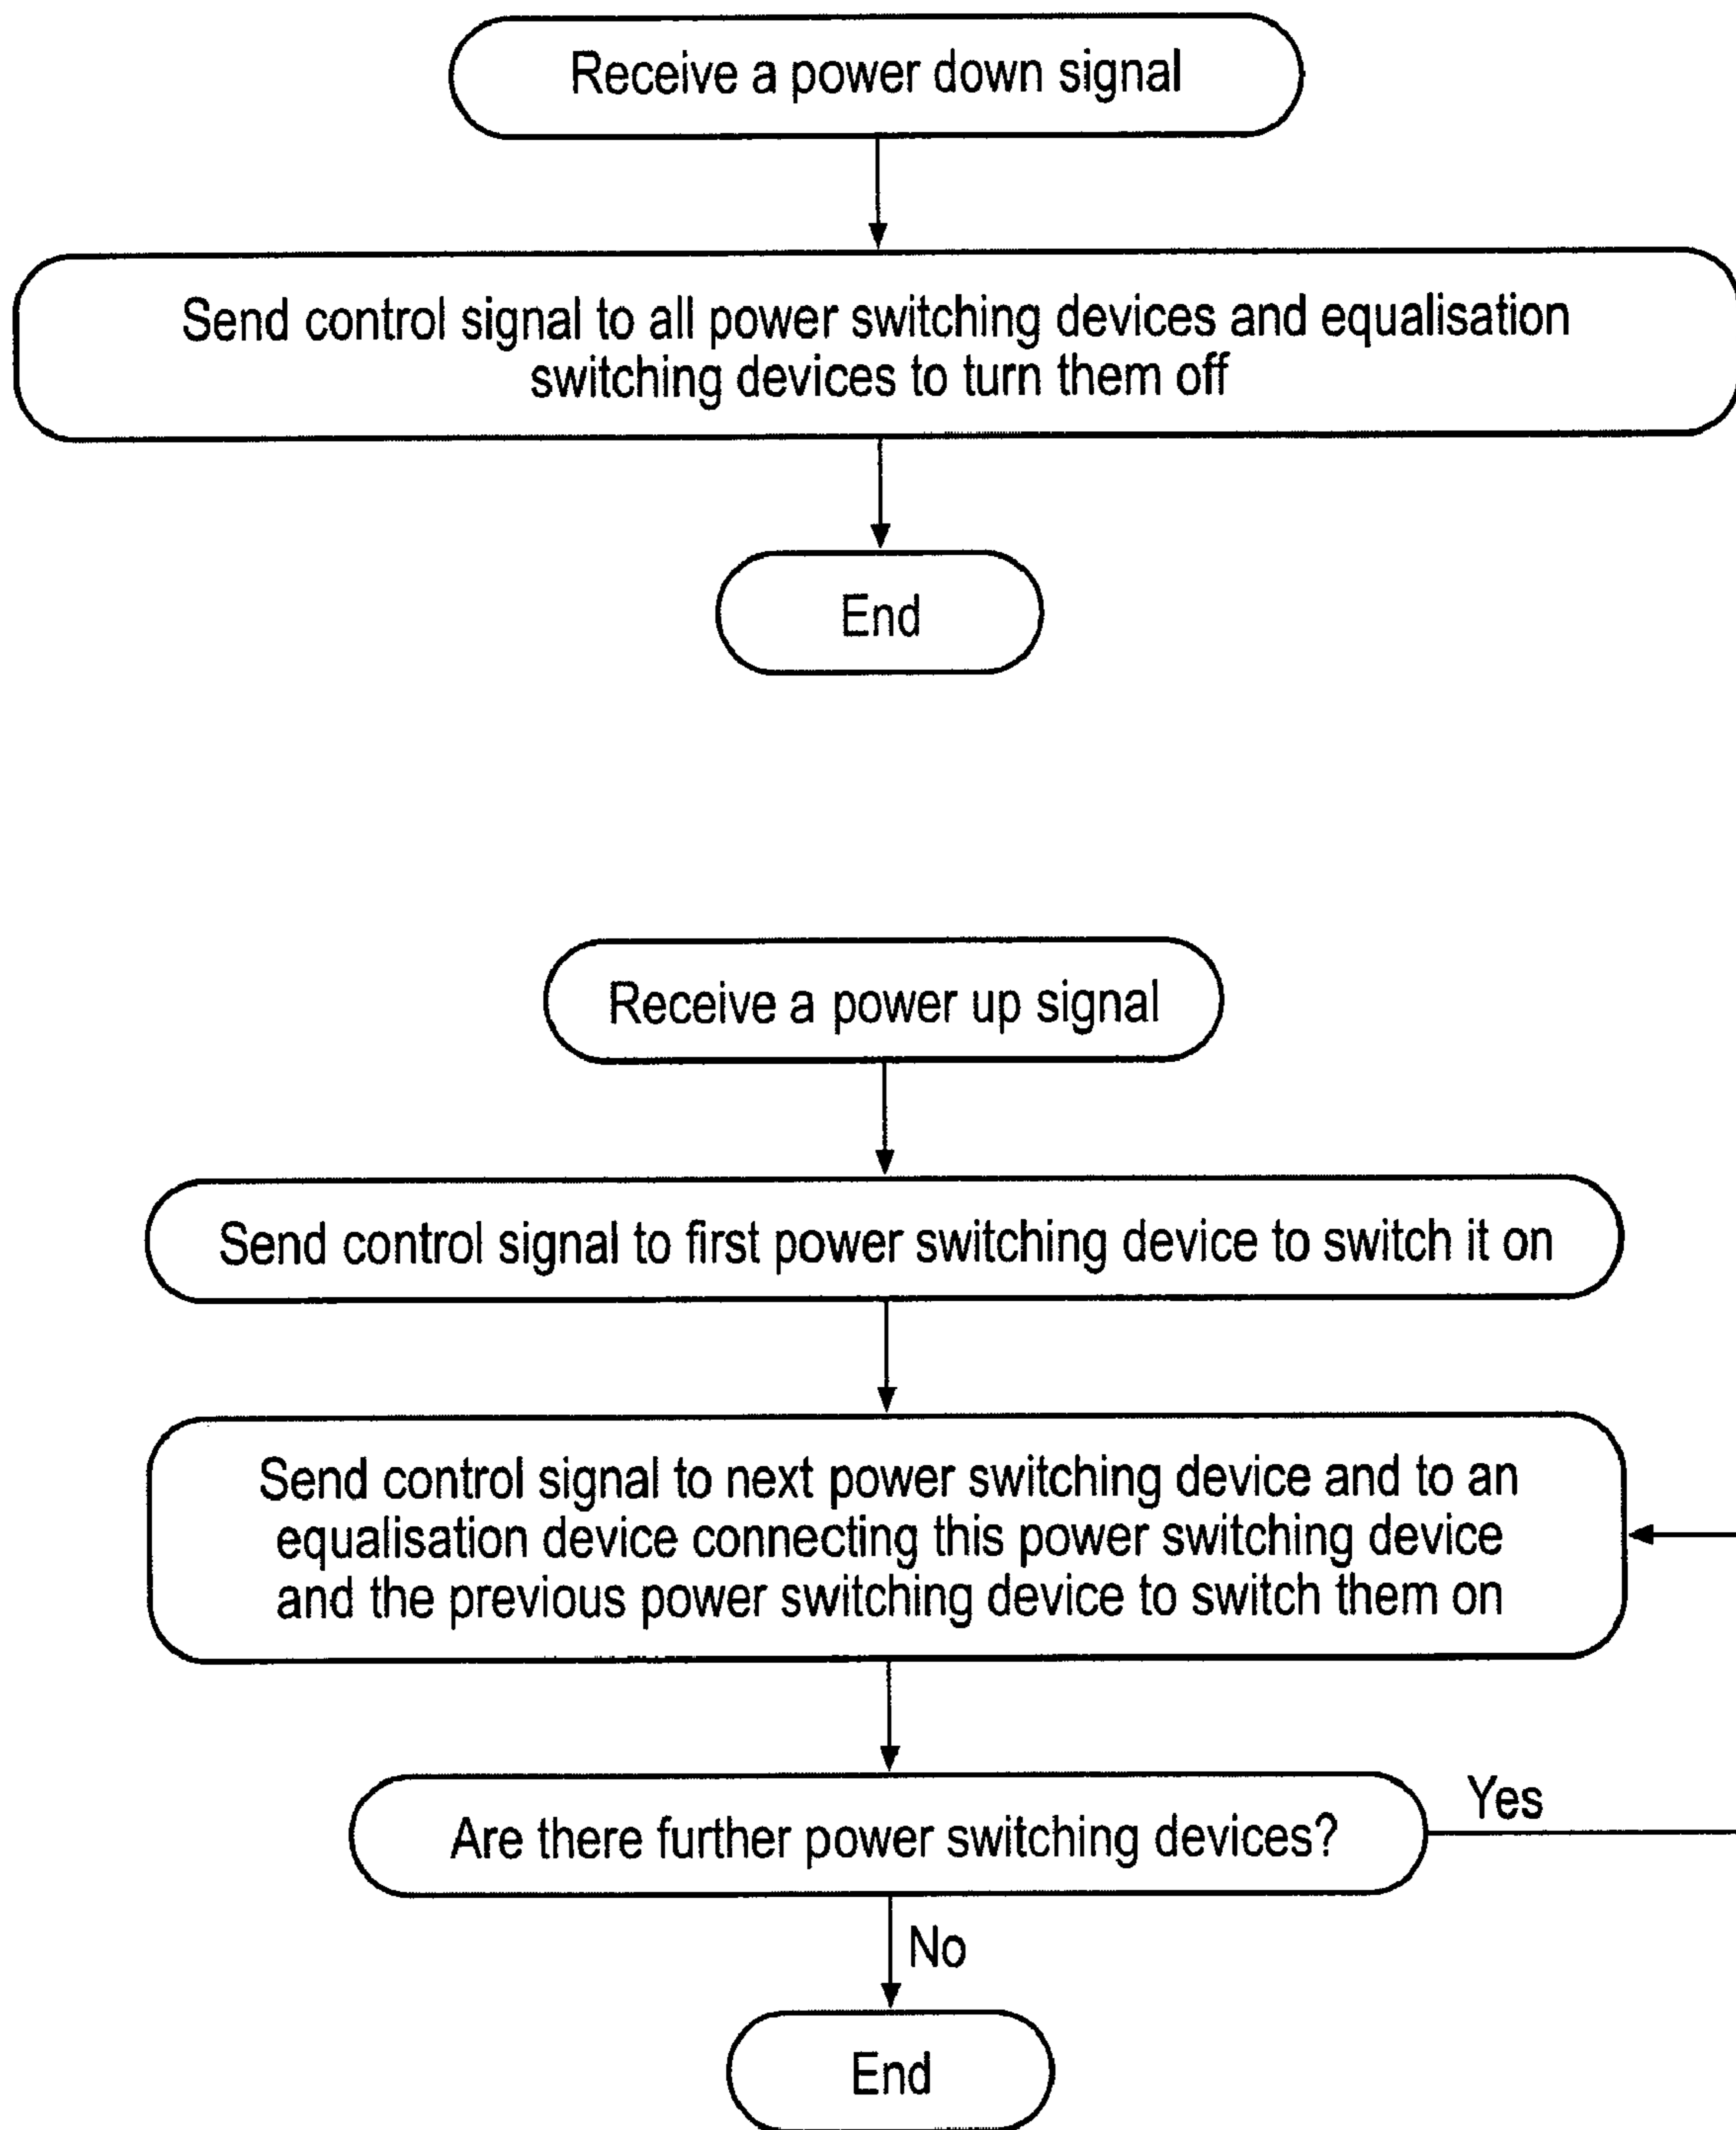 Receive a power down signal
Send control signal to all power switching devices and equalisation
switching devices to turn them off
End
Receive a power up signal
Send control signal to first power switching device to switch it on
Send control signal to next power switching device and to an
equalisation device connecting this power switching device
and the previous power switching device to switch them on
Are there further power switching devices?
Yes
No
End